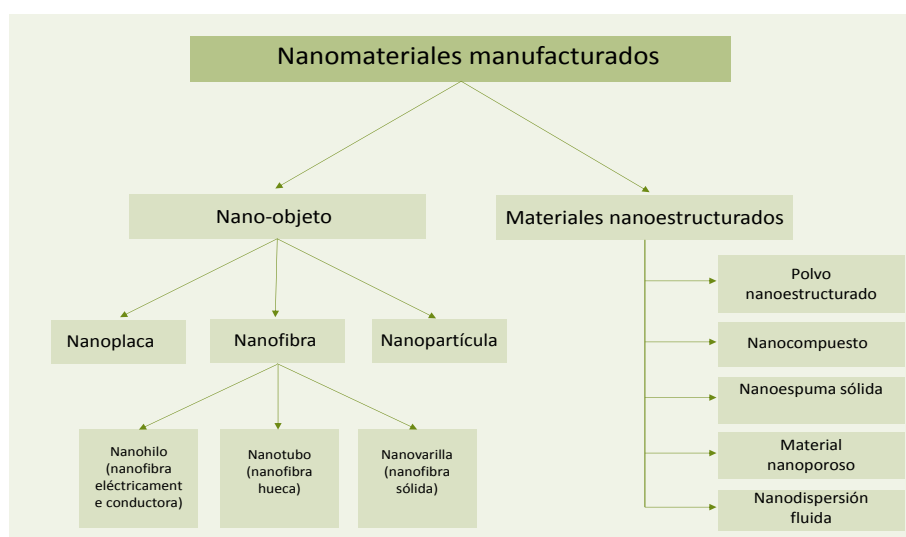 Nanomateriales manufacturados
Nano-objeto
Materiales nanoestructurados
Nanoplaca
Nanofibra
Nanopartícula
Nanohilo
(nanofibra
eléctricament
e conductora)
Nanotubo
(nanofibra
hueca)
Nanovarilla
(nanofibra
sólida)
Polvo
nanoestructurado
Nanocompuesto
Nanoespuma sólida
Material
nanoporoso
Nanodispersión
fluida